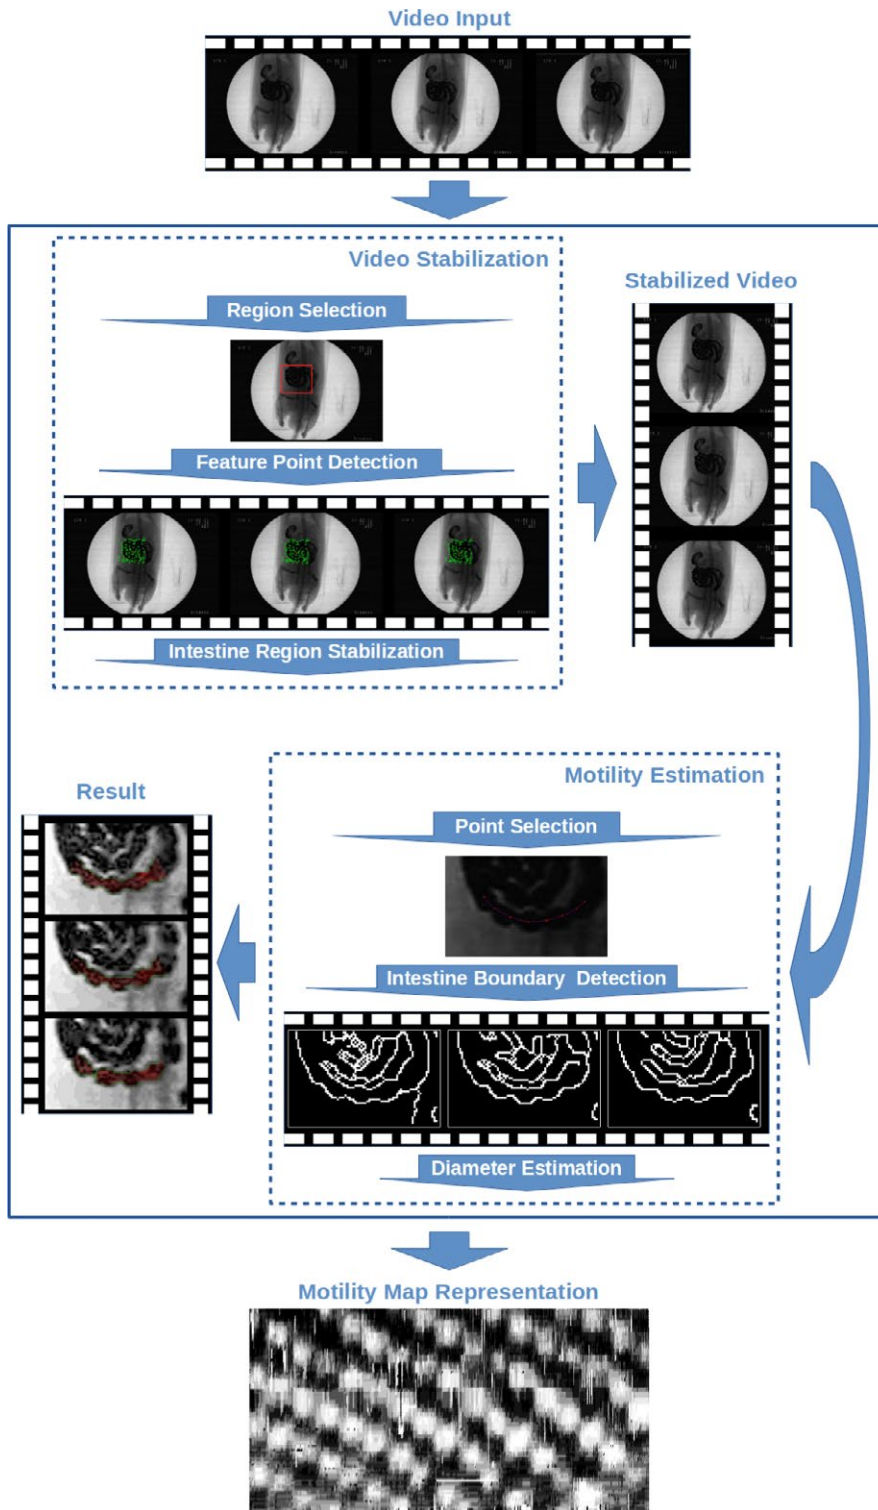 Video Input
Video Stabilization
Region Selection
Feature Point Detection
Intestine Region Stabilization
Stabilized Video
Motility Estimation
Point Selection
Intestine Boundary Detection
Diameter Estimation
Result
Motility Map Representation